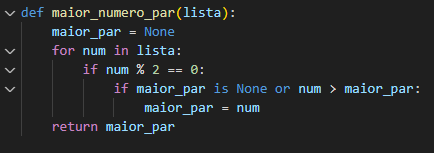 def maior_numero_par(lista):
    maior_par = None
    for num in lista:
        if num % 2 == 0:
            if maior_par is None or num > maior_par:
                maior_par = num
    return maior_par